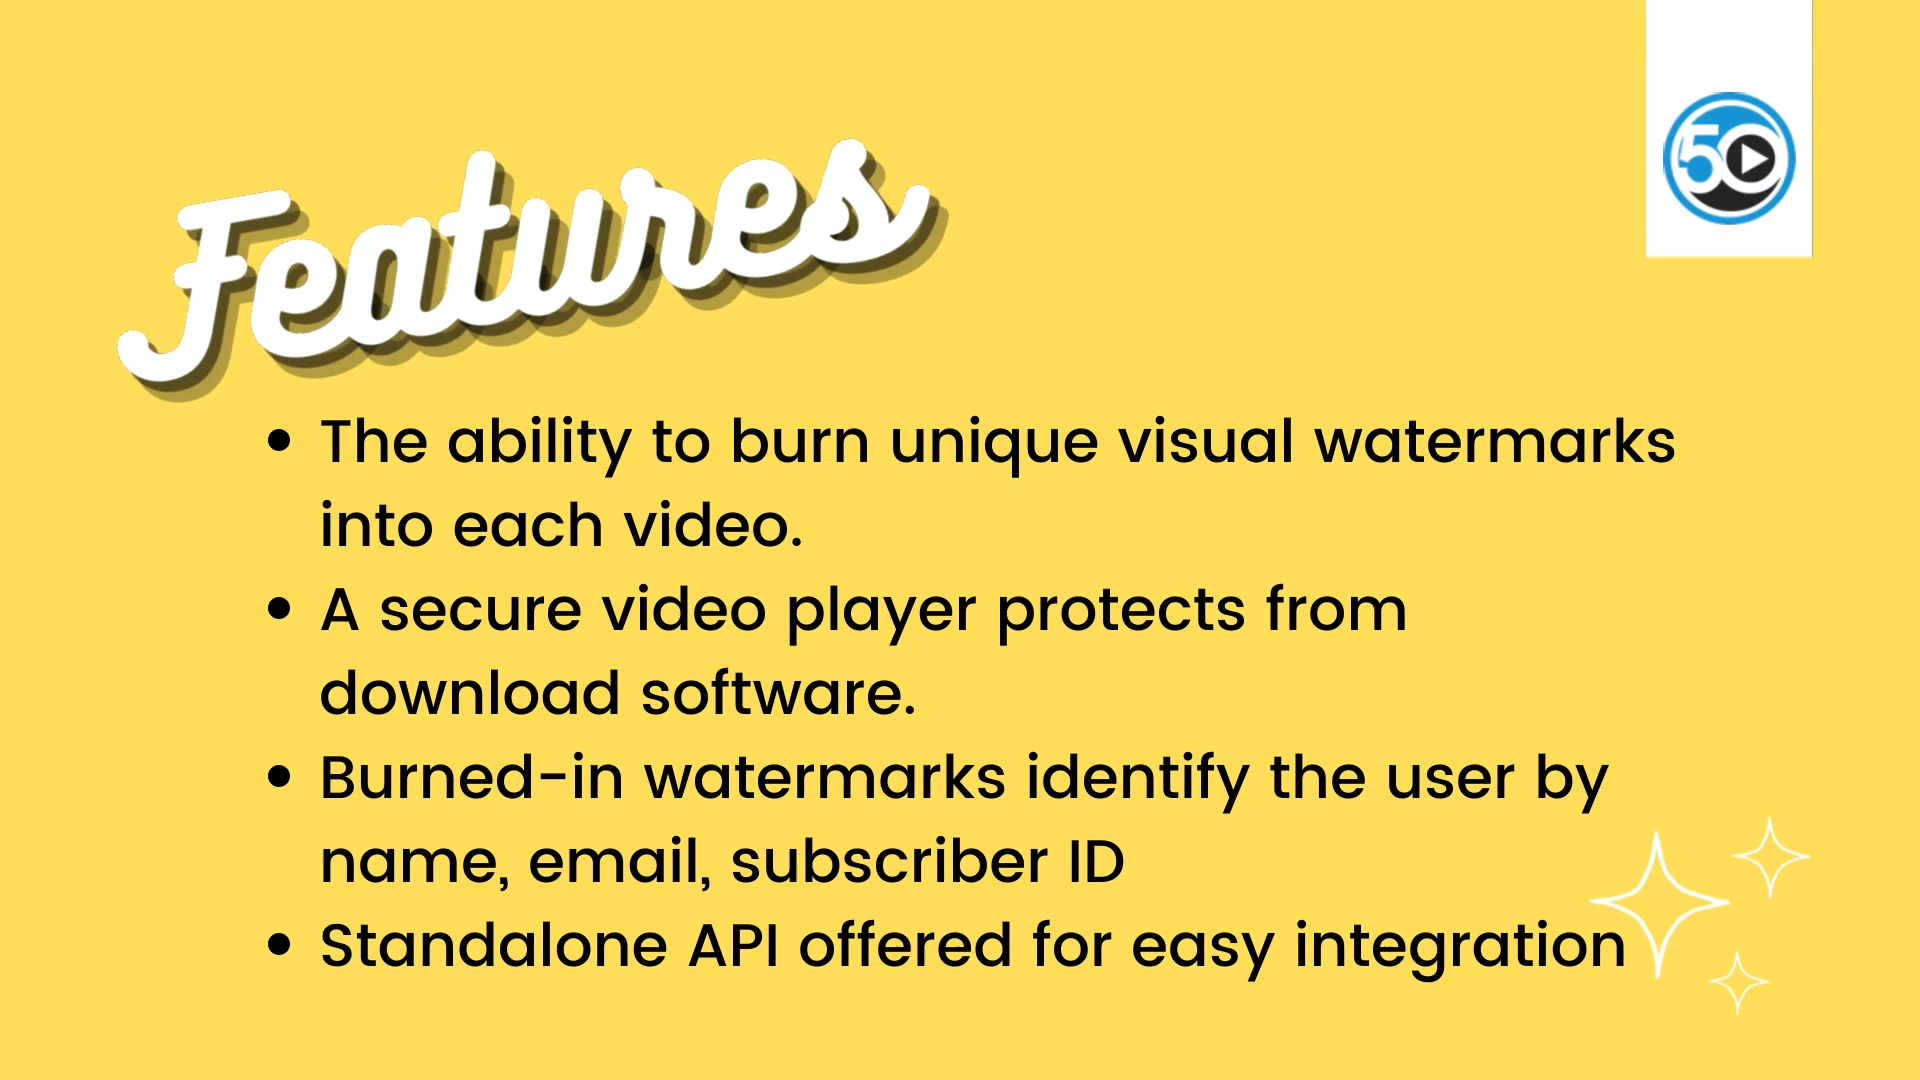 50
Features
• The ability to burn unique visual watermarks
into each video.
• A secure video player protects from
download software.
• Burned-in watermarks identify the user by
name, email, subscriber ID
• Standalone API offered for easy integration